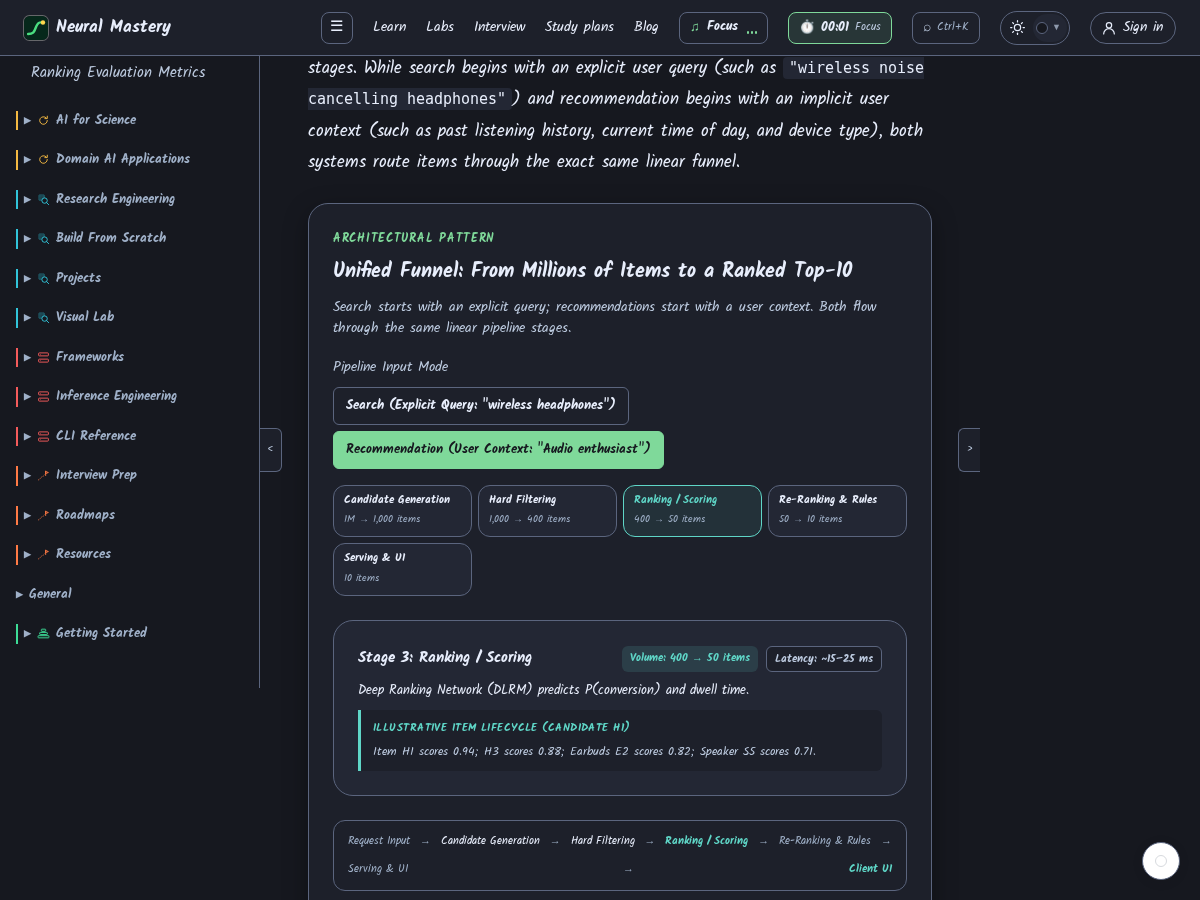 Neural Mastery
☰ Learn Labs Interview Study plans Blog ♫ Focus ... ⏱ 00:01 Focus ⌕ Ctrl+K ▼ Sign in
Ranking Evaluation Metrics
▶ AI for Science
▶ Domain AI Applications
▶ Research Engineering
▶ Build From Scratch
▶ Projects
▶ Visual Lab
▶ Frameworks
▶ Inference Engineering
▶ CLI Reference
▶ Interview Prep
▶ Roadmaps
▶ Resources
▶ General
▶ Getting Started
<
>
stages. While search begins with an explicit user query (such as "wireless noise
cancelling headphones") and recommendation begins with an implicit user
context (such as past listening history, current time of day, and device type), both
systems route items through the exact same linear funnel.
ARCHITECTURAL PATTERN
Unified Funnel: From Millions of Items to a Ranked Top-10
Search starts with an explicit query; recommendations start with a user context. Both flow
through the same linear pipeline stages.
Pipeline Input Mode
Search (Explicit Query: "wireless headphones")
Recommendation (User Context: "Audio enthusiast")
Candidate Generation
1M → 1,000 items
Hard Filtering
1,000 → 400 items
Ranking / Scoring
400 → 50 items
Re-Ranking & Rules
50 → 10 items
Serving & UI
10 items
Stage 3: Ranking / Scoring
Volume: 400 → 50 items
Latency: ~15–25 ms
Deep Ranking Network (DLRM) predicts P(conversion) and dwell time.
ILLUSTRATIVE ITEM LIFECYCLE (CANDIDATE H1)
Item H1 scores 0.94; H3 scores 0.88; Earbuds E2 scores 0.82; Speaker S5 scores 0.71.
Request Input → Candidate Generation → Hard Filtering → Ranking / Scoring → Re-Ranking & Rules →
Serving & UI → Client UI